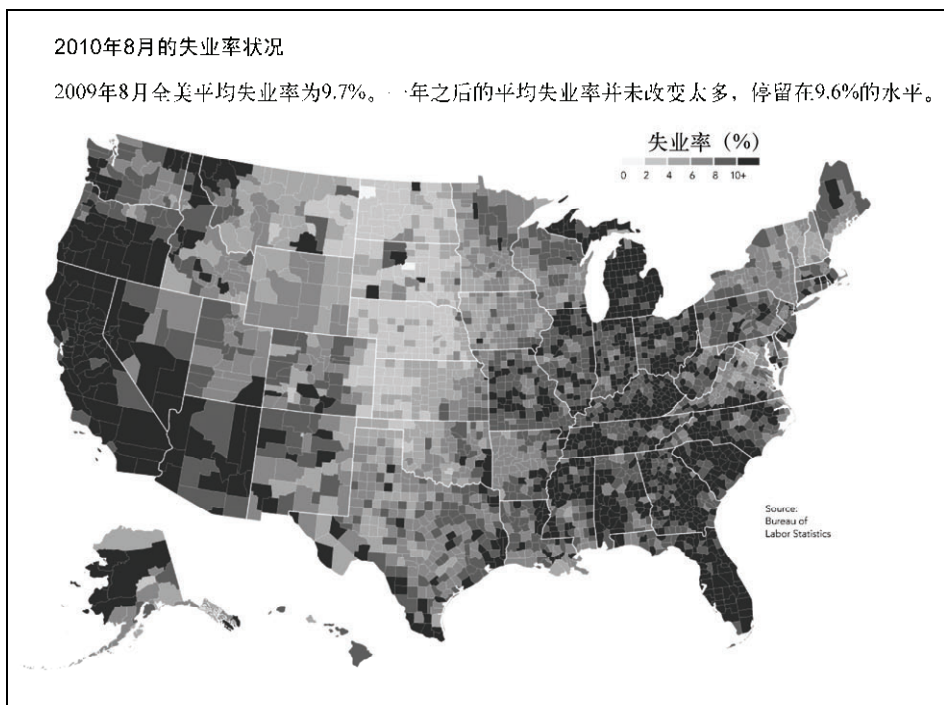 2010年8月的失业率状况
2009年8月全美平均失业率为9.7%。一年之后的平均失业率并未改变太多，停留在9.6%的水平。
失业率（%）
0 2 4 6 8 10+
Source:
Bureau of
Labor Statistics